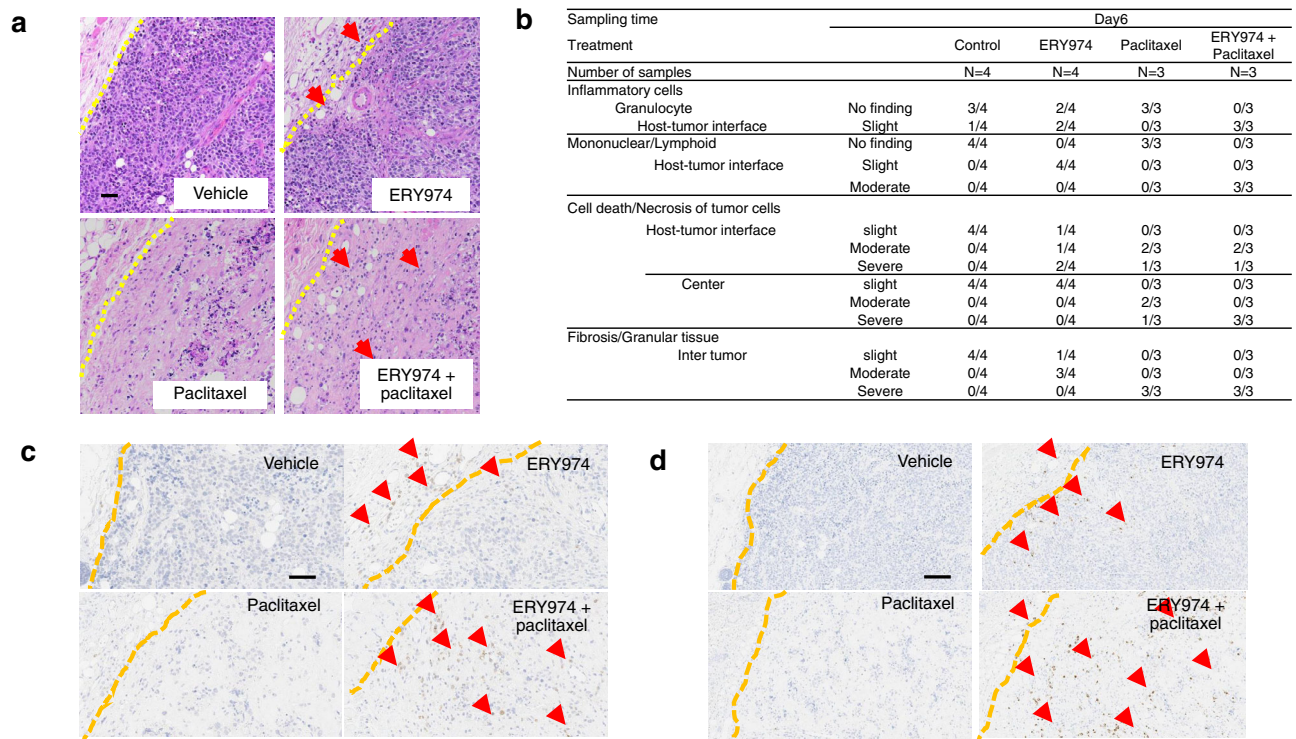 a
Vehicle
ERY974
Paclitaxel
ERY974 +
paclitaxel
b
Sampling time Day6
Treatment Control ERY974 Paclitaxel ERY974 +
Paclitaxel
Number of samples N=4 N=4 N=3 N=3
Inflammatory cells
Granulocyte No finding 3/4 2/4 3/3 0/3
Host-tumor interface Slight 1/4 2/4 0/3 3/3
Mononuclear/Lymphoid No finding 4/4 0/4 3/3 0/3
Host-tumor interface Slight 0/4 4/4 0/3 0/3
Moderate 0/4 0/4 0/3 3/3
Cell death/Necrosis of tumor cells
Host-tumor interface slight 4/4 1/4 0/3 0/3
Moderate 0/4 1/4 2/3 2/3
Severe 0/4 2/4 1/3 1/3
Center slight 4/4 4/4 0/3 0/3
Moderate 0/4 0/4 2/3 0/3
Severe 0/4 0/4 1/3 3/3
Fibrosis/Granular tissue
Inter tumor slight 4/4 1/4 0/3 0/3
Moderate 0/4 3/4 0/3 0/3
Severe 0/4 0/4 3/3 3/3
c
Vehicle
ERY974
Paclitaxel
ERY974 +
paclitaxel
d
Vehicle
ERY974
Paclitaxel
ERY974 +
paclitaxel